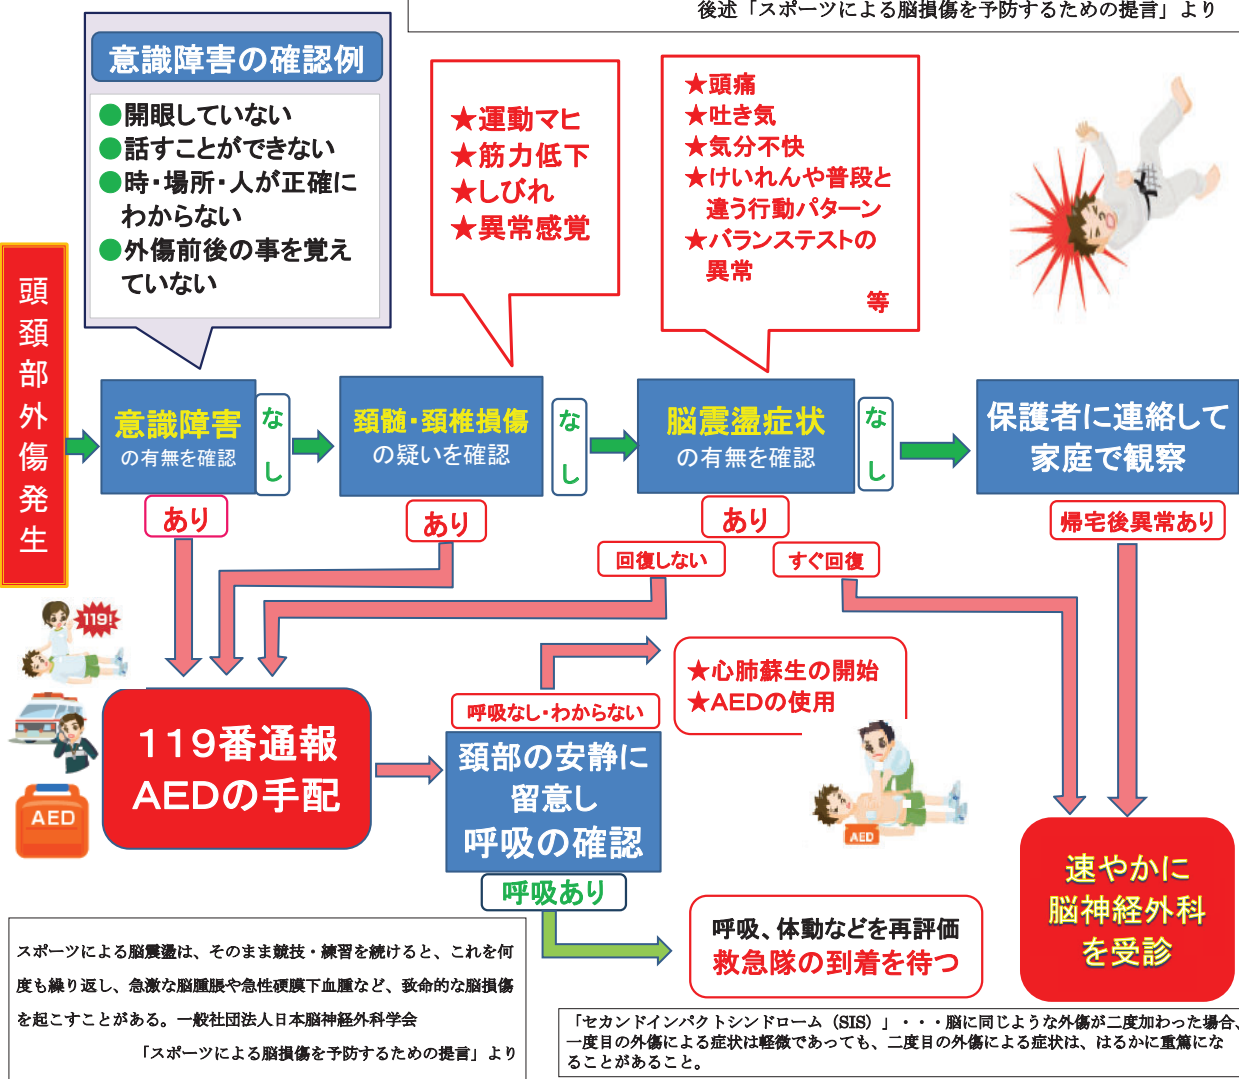 後述「スポーツによる脳損傷を予防するための提言」より
意識障害の確認例
●開眼していない
●話すことができない
●時・場所・人が正確に
わからない
●外傷前後の事を覚え
ていない
★運動マヒ
★筋力低下
★しびれ
★異常感覚
★頭痛
★吐き気
★気分不快
★けいれんや普段と
違う行動パターン
★バランステストの
異常
等
頭頚部外傷発生
意識障害
の有無を確認
なし
あり
頚髄・頚椎損傷
の疑いを確認
なし
あり
脳震盪症状
の有無を確認
なし
あり
回復しない
すぐ回復
保護者に連絡して
家庭で観察
帰宅後異常あり
119!
AED
119番通報
AEDの手配
呼吸なし・わからない
頚部の安静に
留意し
呼吸の確認
呼吸あり
★心肺蘇生の開始
★AEDの使用
AED
呼吸、体動などを再評価
救急隊の到着を待つ
速やかに
脳神経外科
を受診
スポーツによる脳震盪は、そのまま競技・練習を続けると、これを何
度も繰り返し、急激な脳腫脹や急性硬膜下血腫など、致命的な脳損傷
を起こすことがある。一般社団法人日本脳神経外科学会
「スポーツによる脳損傷を予防するための提言」より
「セカンドインパクトシンドローム（SIS）」・・・脳に同じような外傷が二度加わった場合、
一度目の外傷による症状は軽微であっても、二度目の外傷による症状は、はるかに重篤にな
ることがあること。